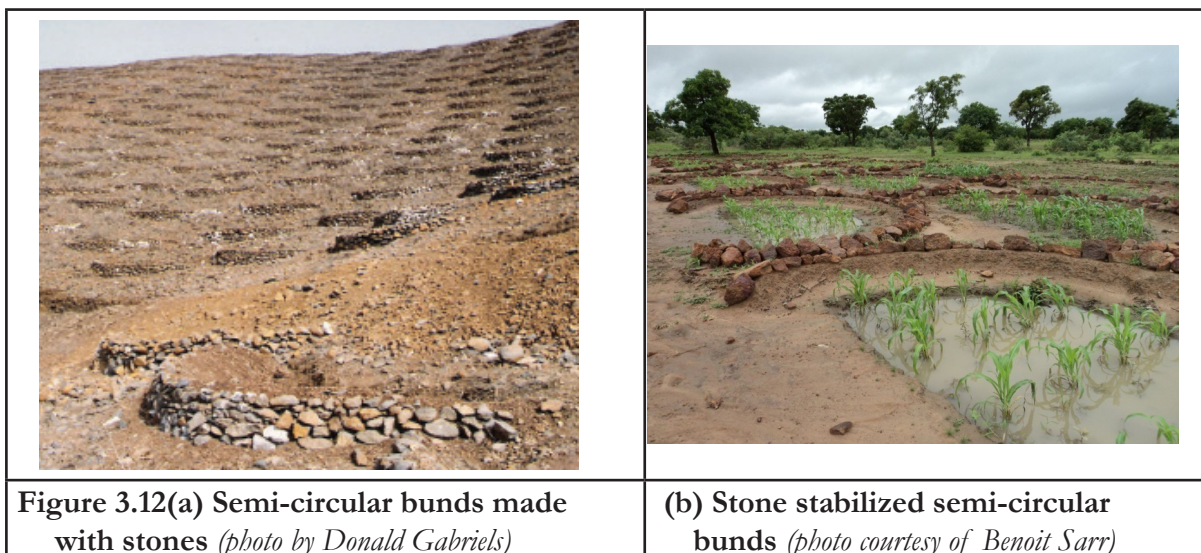 Figure 3.12(a) Semi-circular bunds made
with stones (photo by Donald Gabriels)
(b) Stone stabilized semi-circular
bunds (photo courtesy of Benoit Sarr)